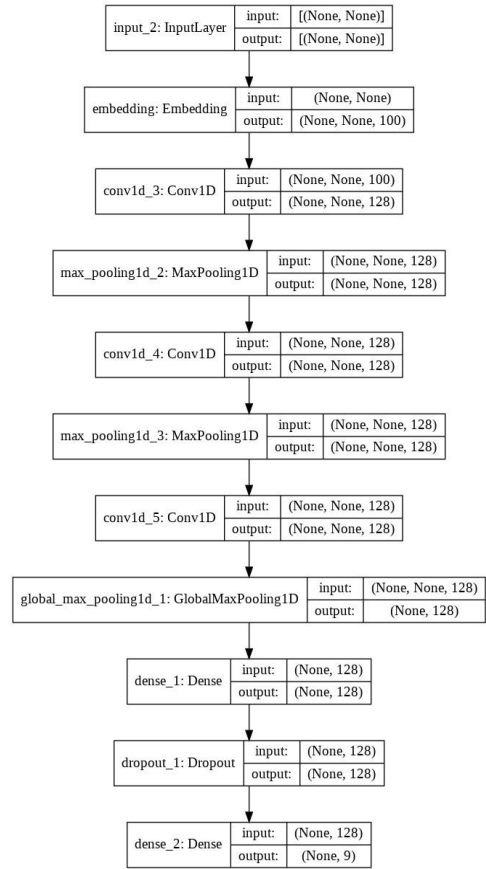 input_2: InputLayer input: [(None, None)]
output: [(None, None)]
embedding: Embedding input: (None, None)
output: (None, None, 100)
conv1d_3: Conv1D input: (None, None, 100)
output: (None, None, 128)
max_pooling1d_2: MaxPooling1D input: (None, None, 128)
output: (None, None, 128)
conv1d_4: Conv1D input: (None, None, 128)
output: (None, None, 128)
max_pooling1d_3: MaxPooling1D input: (None, None, 128)
output: (None, None, 128)
conv1d_5: Conv1D input: (None, None, 128)
output: (None, None, 128)
global_max_pooling1d_1: GlobalMaxPooling1D input: (None, None, 128)
output: (None, 128)
dense_1: Dense input: (None, 128)
output: (None, 128)
dropout_1: Dropout input: (None, 128)
output: (None, 128)
dense_2: Dense input: (None, 128)
output: (None, 9)